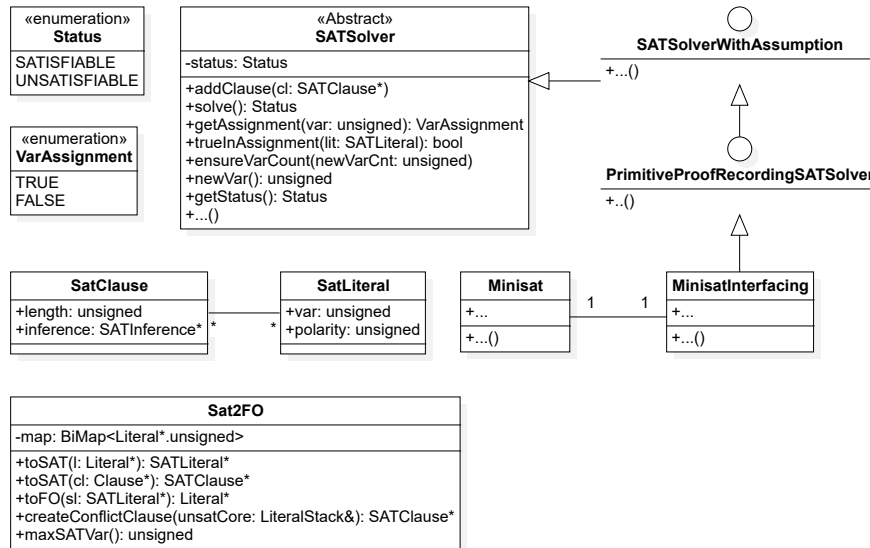 «enumeration»
Status
SATISFIABLE
UNSATISFIABLE
«enumeration»
VarAssignment
TRUE
FALSE
«Abstract»
SATSolver
-status: Status
+addClause(cl: SATClause*)
+solve(): Status
+getAssignment(var: unsigned): VarAssignment
+trueInAssignment(lit: SATLiteral): bool
+ensureVarCount(newVarCnt: unsigned)
+newVar(): unsigned
+getStatus(): Status
+...()
SATSolverWithAssumption
+...()
PrimitiveProofRecordingSATSolver
+..()
SatClause
+length: unsigned
+inference: SATInference*
*
*
SatLiteral
+var: unsigned
+polarity: unsigned
Minisat
+...
+...()
1
1
MinisatInterfacing
+...
+...()
Sat2FO
-map: BiMap<Literal*.unsigned>
+toSAT(l: Literal*): SATLiteral*
+toSAT(cl: Clause*): SATClause*
+toFO(sl: SATLiteral*): Literal*
+createConflictClause(unsatCore: LiteralStack&): SATClause*
+maxSATVar(): unsigned